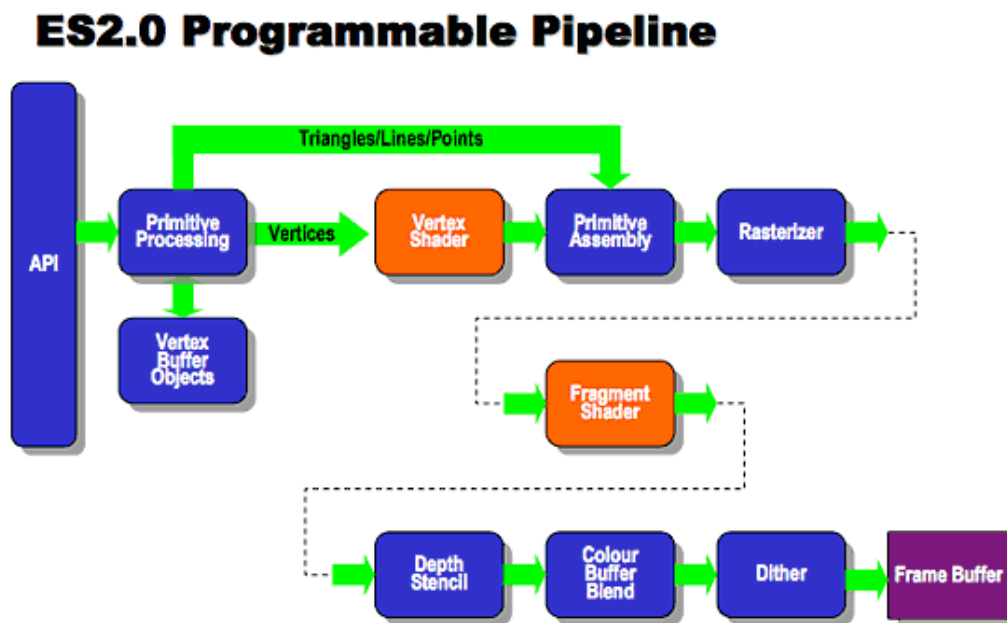 ES2.0 Programmable Pipeline
Triangles/Lines/Points
API
Primitive
Processing
Vertices
Vertex
Shader
Primitive
Assembly
Rasterizer
Vertex
Buffer
Objects
Fragment
Shader
Depth
Stencil
Colour
Buffer
Blend
Dither
Frame Buffer